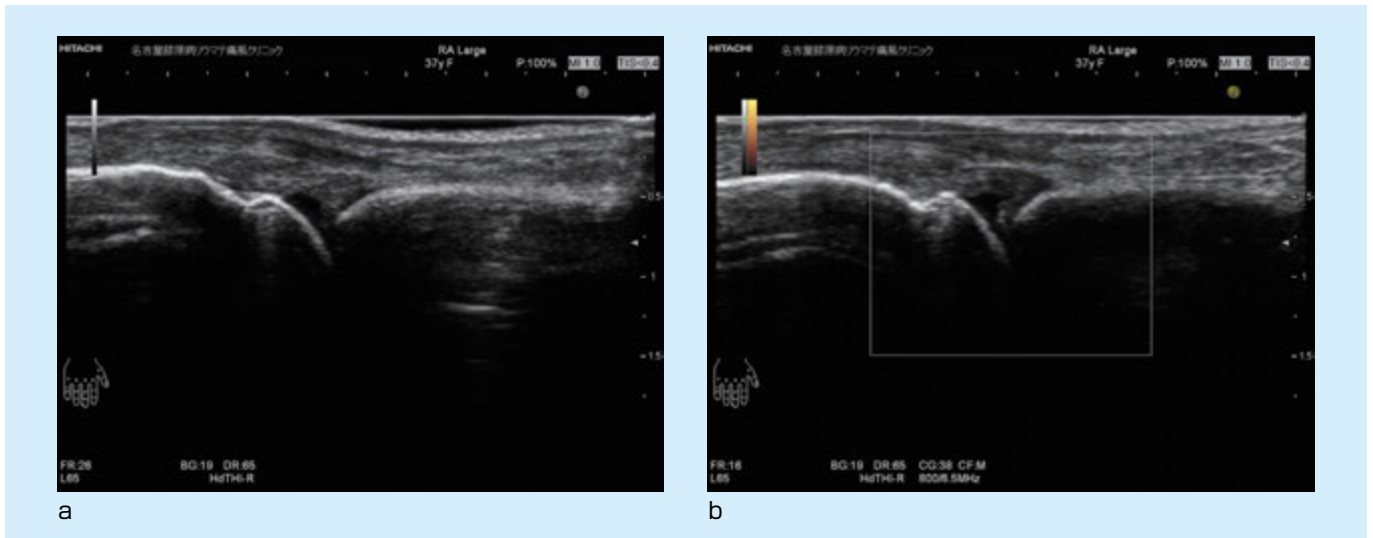 HITACHI 名古屋膠原病リウマチ痛風クリニック RA Large
37y F P:100% MI 1.0 TIS<0.4
0.5
1
1.5
FR:26 BG:19 DR:65
L65 HdTHI-R
a
HITACHI 名古屋膠原病リウマチ痛風クリニック RA Large
37y F P:100% MI 1.0 TIS<0.4
0.5
1
1.5
FR:16 BG:19 DR:65 CG:38 CF:M
L65 HdTHI-R 800/6.5MHz
b